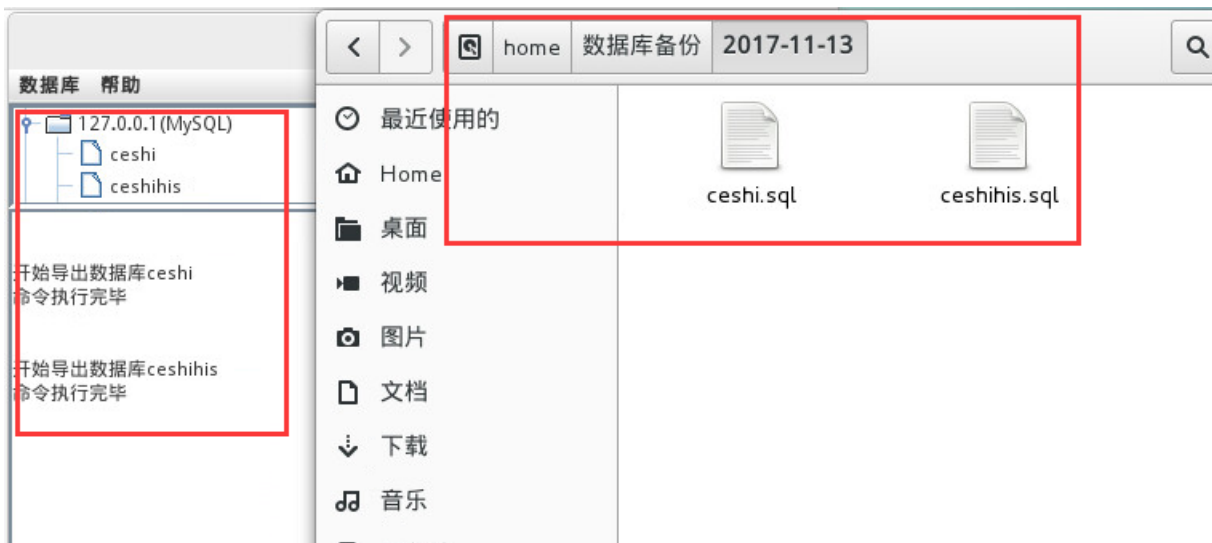 数据库 帮助
127.0.0.1(MySQL)
ceshi
ceshihis
开始导出数据库ceshi
命令执行完毕
开始导出数据库ceshihis
命令执行完毕
home 数据库备份 2017-11-13
最近使用的
Home
桌面
视频
图片
文档
下载
音乐
ceshi.sql
ceshihis.sql